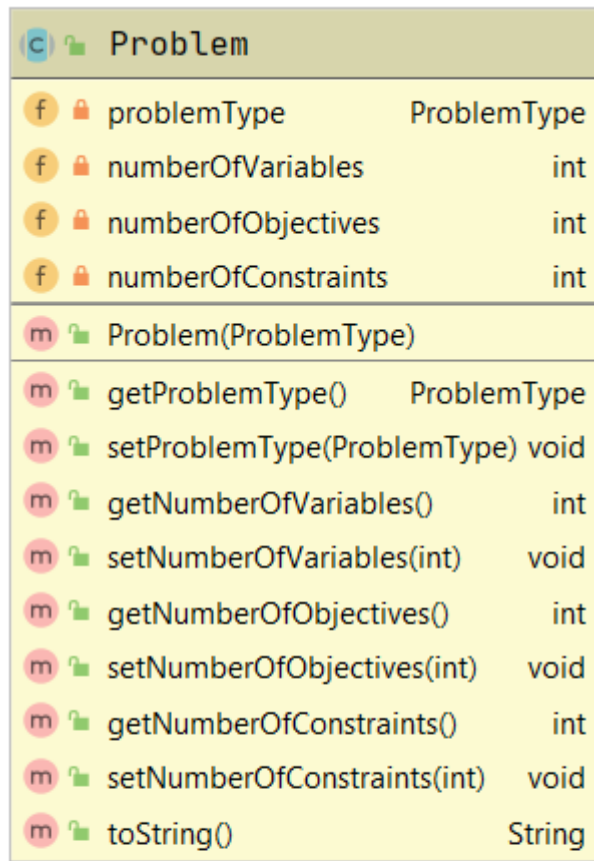 c Problem
f problemType ProblemType
f numberOfVariables int
f numberOfObjectives int
f numberOfConstraints int
m Problem(ProblemType)
m getProblemType() ProblemType
m setProblemType(ProblemType) void
m getNumberOfVariables() int
m setNumberOfVariables(int) void
m getNumberOfObjectives() int
m setNumberOfObjectives(int) void
m getNumberOfConstraints() int
m setNumberOfConstraints(int) void
m toString() String